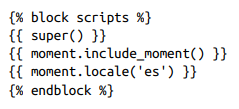 {% block scripts %}
{{ super() }}
{{ moment.include_moment() }}
{{ moment.locale('es') }}
{% endblock %}